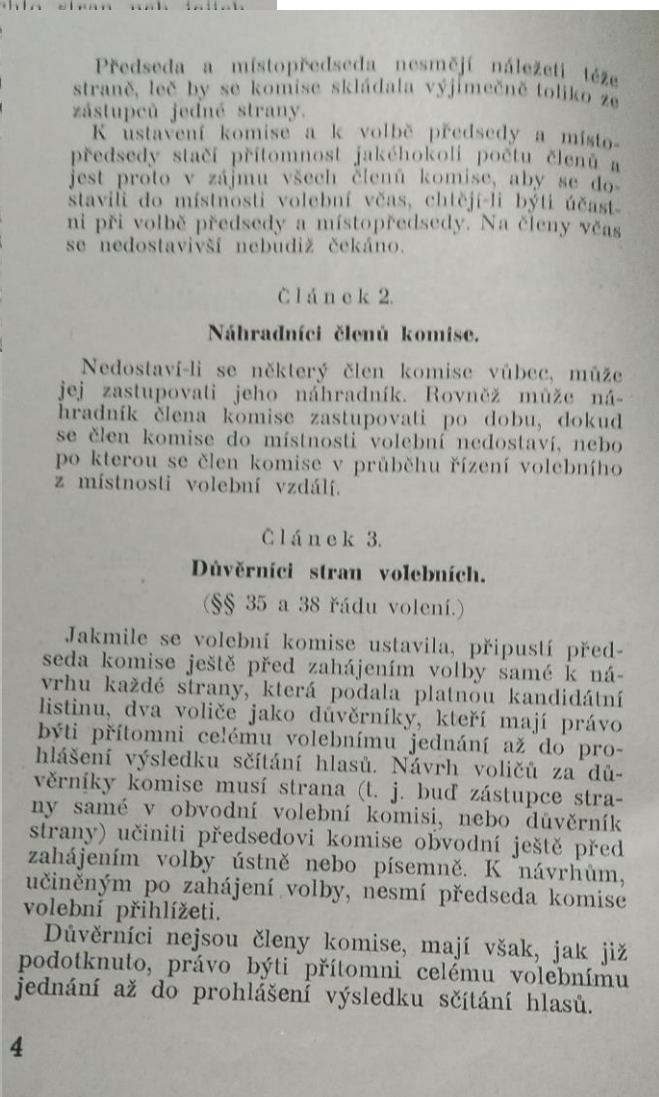 Předseda a místopředseda nesmějí náležeti téže
straně, leč by se komise skládala výjimečně toliko ze
zástupců jedné strany.
K ustavení komise a k volbě předsedy a místo-
předsedy stačí přítomnost jakéhokoli počtu členů a
jest proto v zájmu všech členů komise, aby se do-
stavili do místnosti volební včas, chtějí-li býti účast-
ni při volbě předsedy a místopředsedy. Na členy včas
se nedostavivší nebudiž čekáno.
Článek 2.
Náhradníci členů komise.
Nedostaví-li se některý člen komise vůbec, může
jej zastupovati jeho náhradník. Rovněž může ná-
hradník člena komise zastupovati po dobu, dokud
se člen komise do místnosti volební nedostaví, nebo
po kterou se člen komise v průběhu řízení volebního
z místnosti volební vzdálí.
Článek 3.
Důvěrníci stran volebních.
(§§ 35 a 38 řádu volení.)
Jakmile se volební komise ustavila, připustí před-
seda komise ještě před zahájením volby samé k ná-
vrhu každé strany, která podala platnou kandidátní
listinu, dva voliče jako důvěrníky, kteří mají právo
býti přítomni celému volebnímu jednání až do pro-
hlášení výsledku sčítání hlasů. Návrh voličů za dů-
věrníky komise musí strana (t. j. buď zástupce stra-
ny samé v obvodní volební komisi, nebo důvěrník
strany) učiniti předsedovi komise obvodní ještě před
zahájením volby ústně nebo písemně. K návrhům,
učiněným po zahájení volby, nesmí předseda komise
volební přihlížeti.
Důvěrníci nejsou členy komise, mají však, jak již
podotknuto, právo býti přítomni celému volebnímu
jednání až do prohlášení výsledku sčítání hlasů.
4